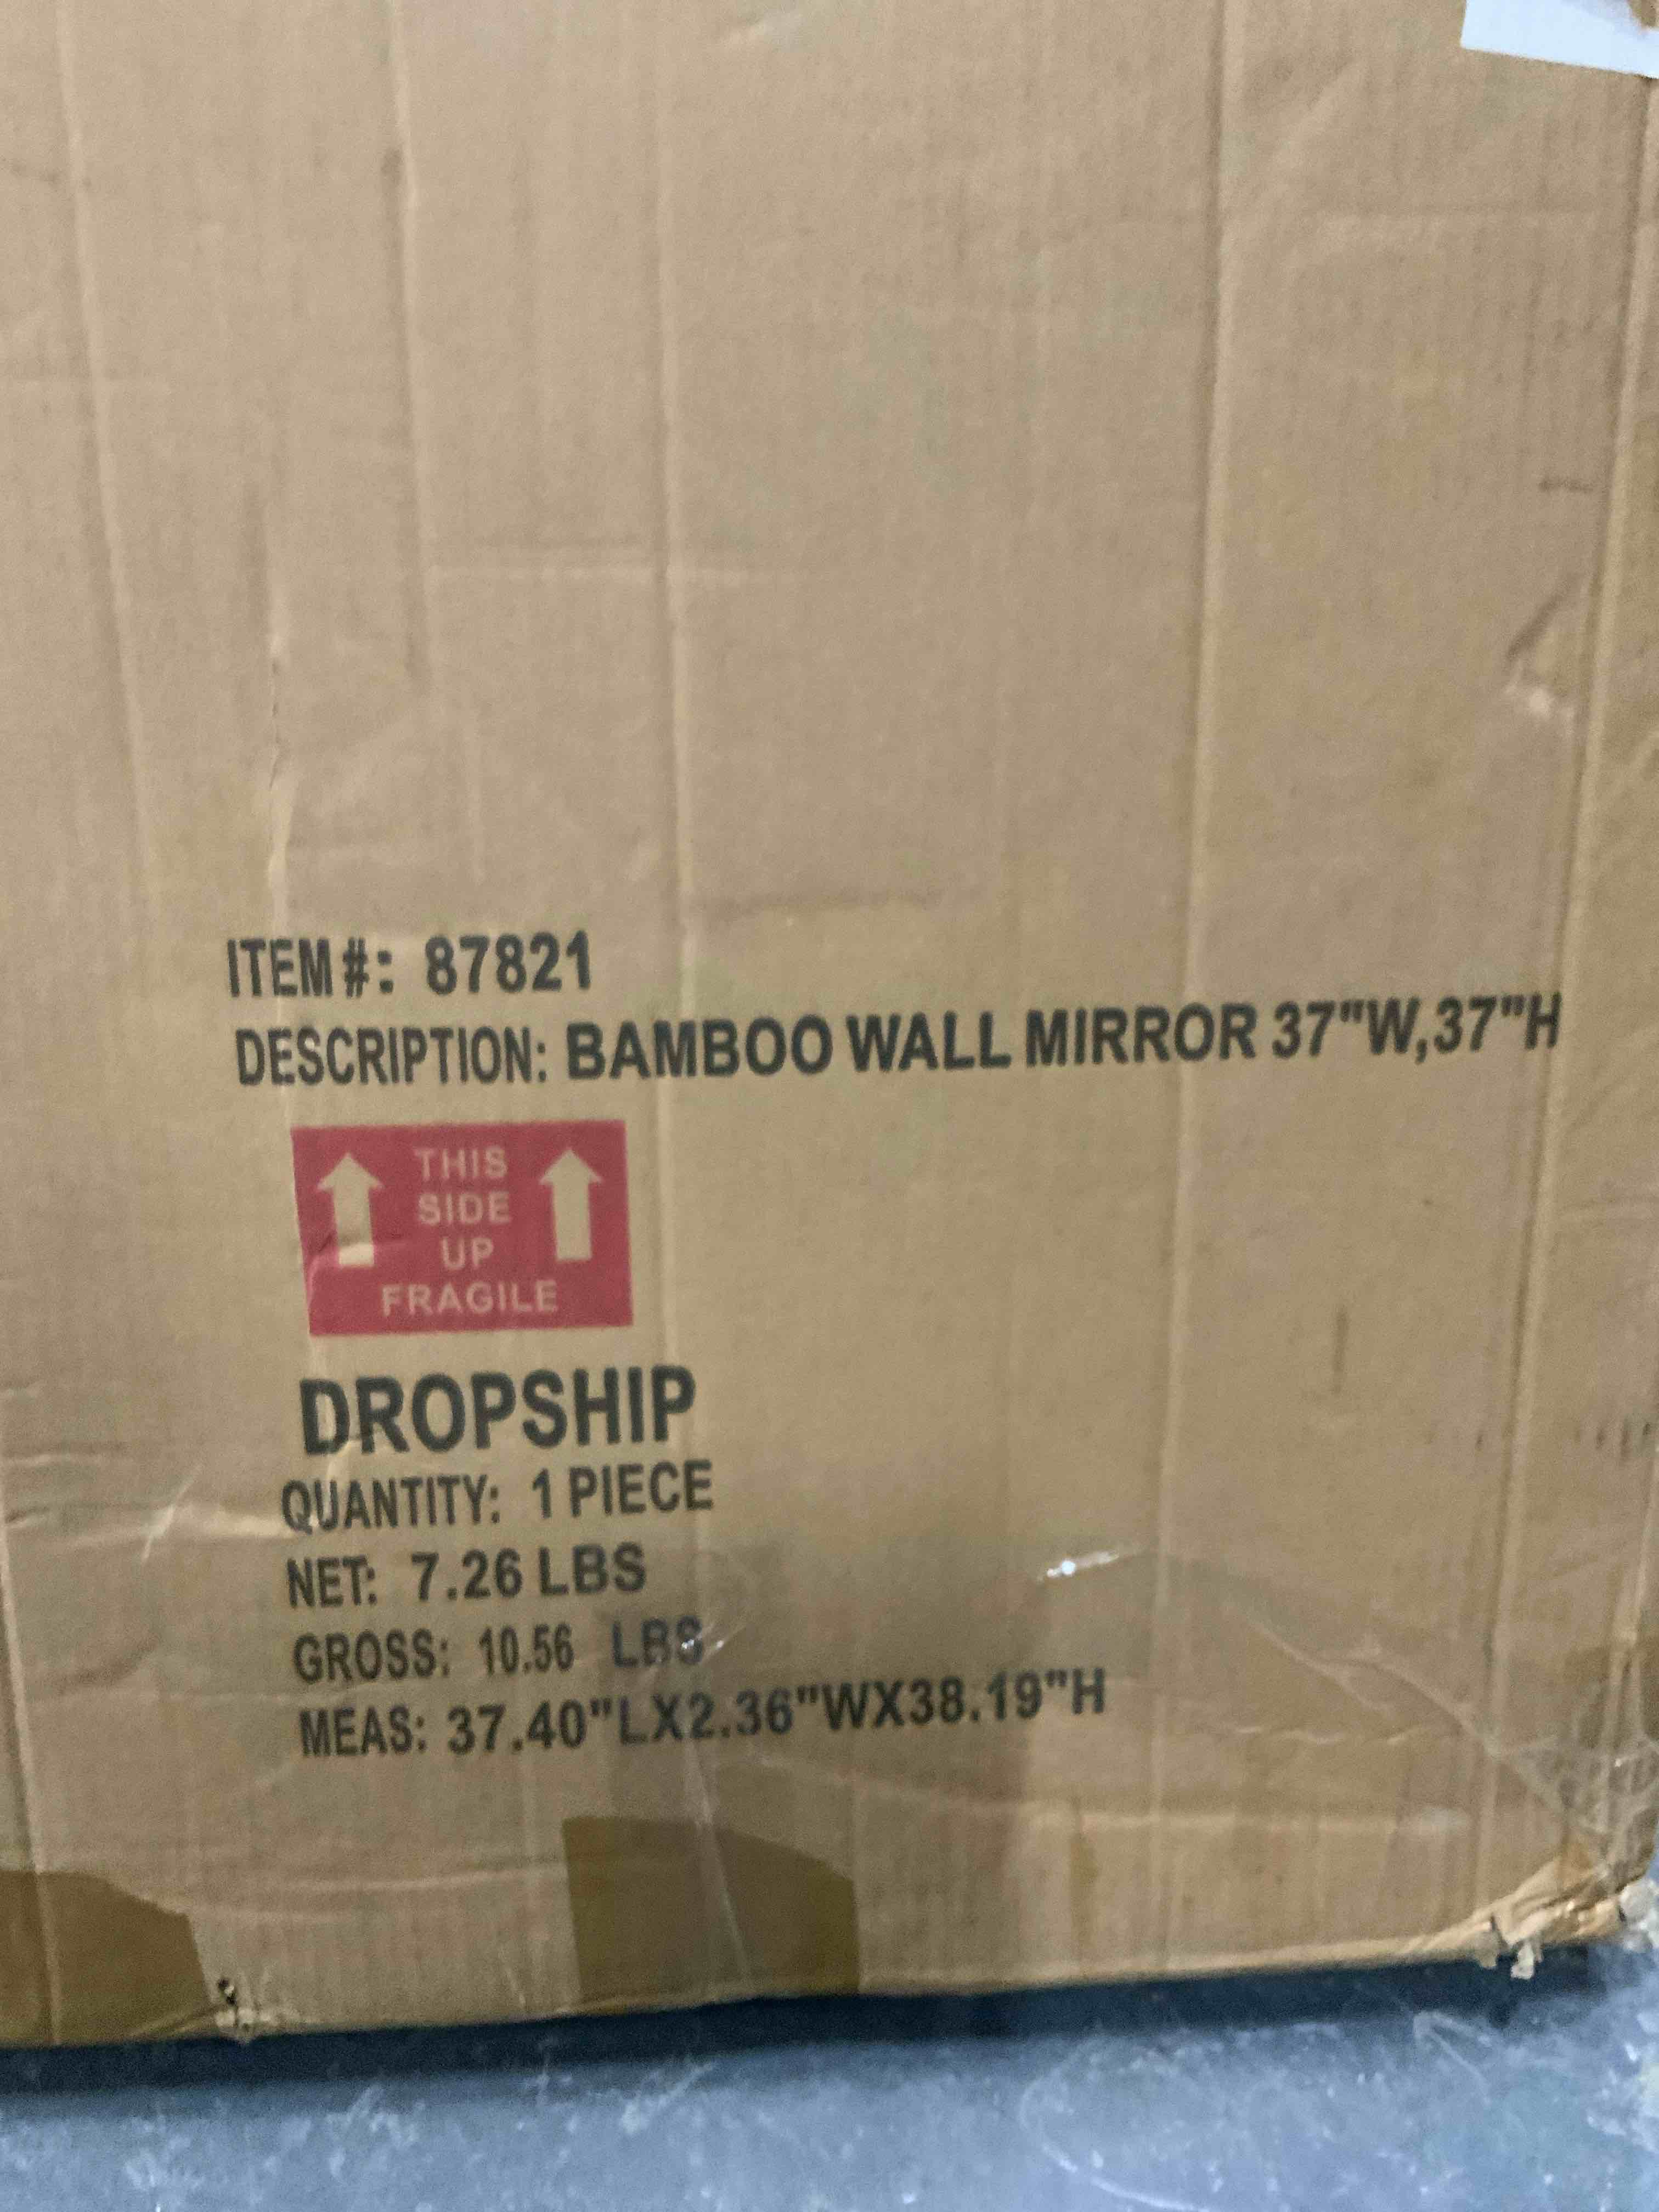 ITEM#: 87821
DESCRIPTION: BAMBOO WALL MIRROR 37"W,37"H
THIS
SIDE
UP
FRAGILE
DROPSHIP
QUANTITY: 1 PIECE
NET: 7.26 LBS
GROSS: 10.56 LBS
MEAS: 37.40"LX2.36"WX38.19"H